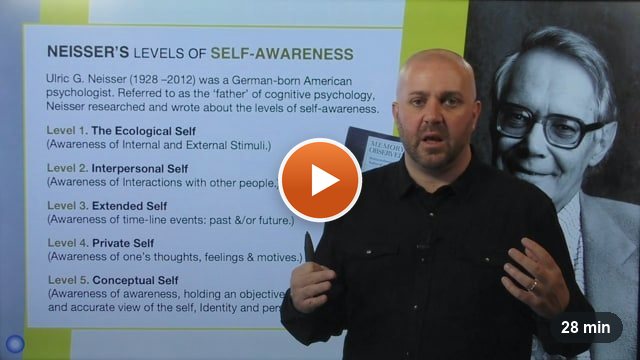 NEISSER'S LEVELS OF SELF-AWARENESS
Ulric G. Neisser (1928 –2012) was a German-born American
psychologist. Referred to as the 'father' of cognitive psychology,
Neisser researched and wrote about the levels of self-awareness.
Level 1. The Ecological Self
(Awareness of Internal and External Stimuli.)
Level 2. Interpersonal Self
(Awareness of Interactions with other people.)
Level 3. Extended Self
(Awareness of time-line events: past &/or future.)
Level 4. Private Self
(Awareness of one's thoughts, feelings & motives.)
Level 5. Conceptual Self
(Awareness of awareness, holding an objective
and accurate view of the self, Identity and per
MEMORY
OBSERVED
28 min